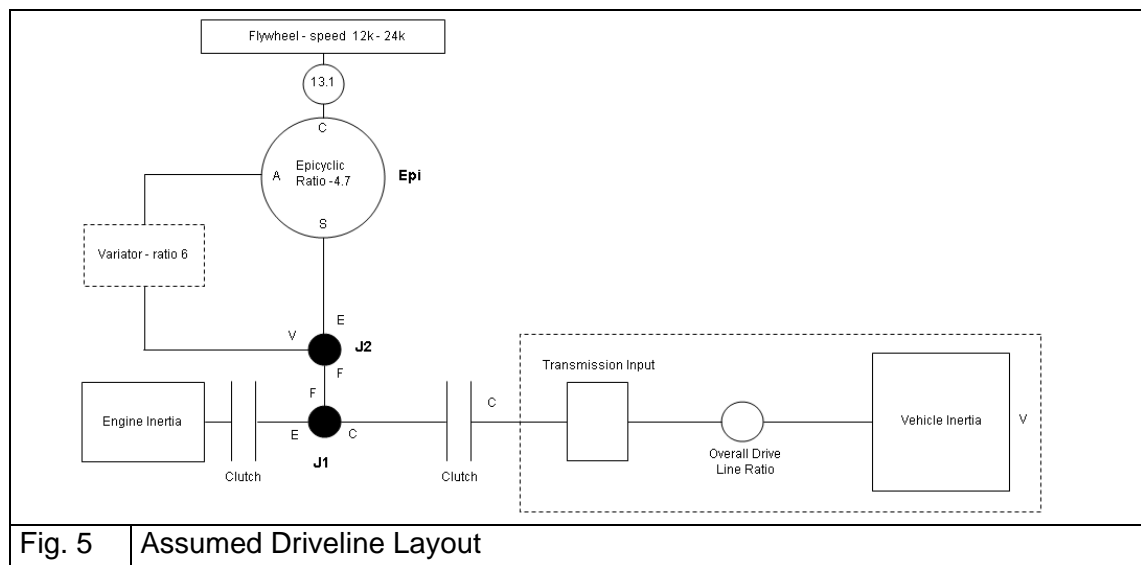 Flywheel - speed 12k - 24k
13.1
C
Epicyclic
Ratio -4.7
Epi
A
S
Variator - ratio 6
E
V
J2
F
Transmission Input
F
C
Engine Inertia
E
C
Vehicle Inertia
V
J1
Clutch
Clutch
Overall Drive
Line Ratio
Fig. 5
Assumed Driveline Layout